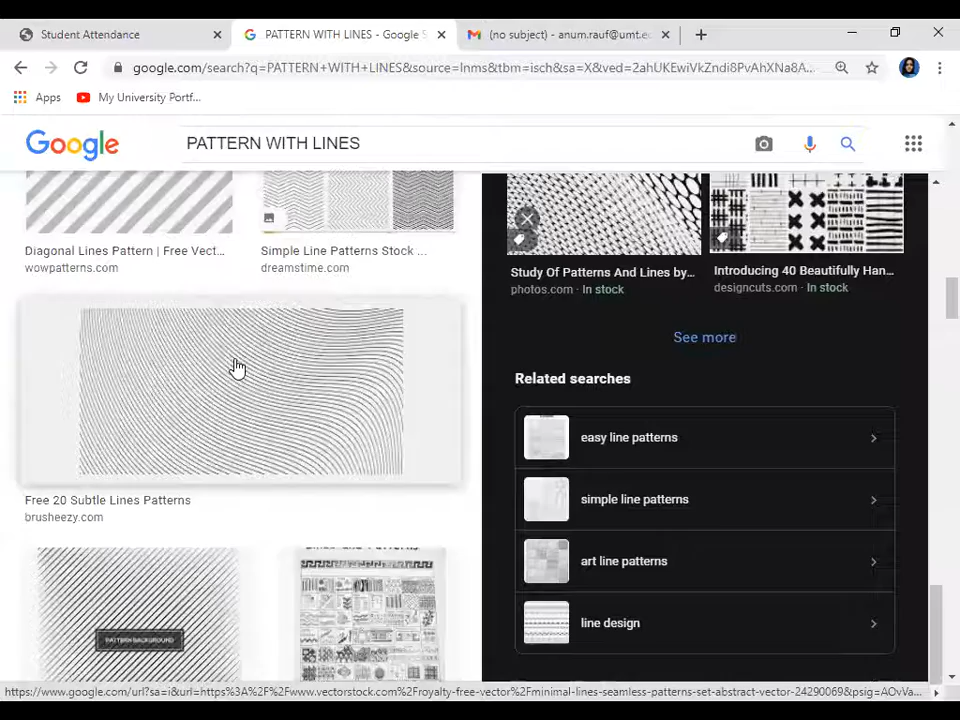 Student Attendance
PATTERN WITH LINES - Google S
(no subject) - anum.rauf@umt.e
google.com/search?q=PATTERN+WITH+LINES&source=lnms&tbm=isch&sa=X&ved=2ahUKEwiVkZndi8PvAhXNa8A...
Apps
My University Portf...
Google
PATTERN WITH LINES
Diagonal Lines Pattern | Free Vect...
wowpatterns.com
Simple Line Patterns Stock ...
dreamstime.com
Study Of Patterns And Lines by...
photos.com · In stock
Introducing 40 Beautifully Han...
designcuts.com · In stock
See more
Related searches
easy line patterns
simple line patterns
art line patterns
line design
Free 20 Subtle Lines Patterns
brusheezy.com
PATTERN BACKGROUND
https://www.google.com/url?sa=i&url=https%3A%2F%2Fwww.vectorstock.com%2Froyalty-free-vector%2Fminimal-lines-seamless-patterns-set-abstract-vector-24290069&psig=AOvVa...